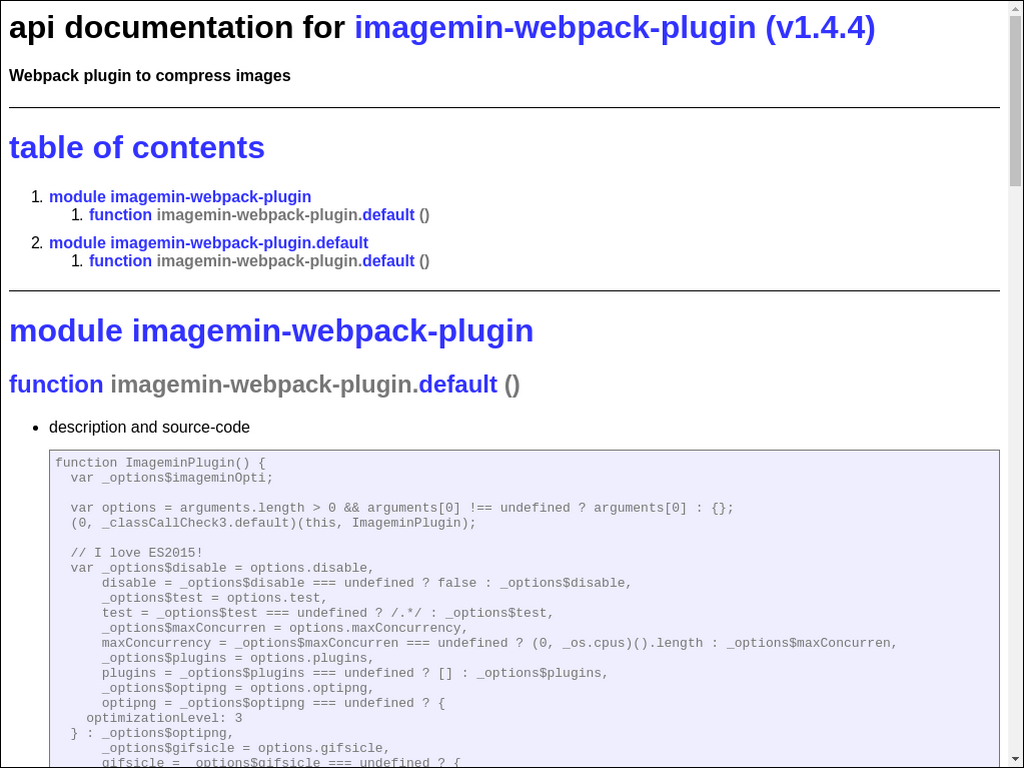 api documentation for imagemin-webpack-plugin (v1.4.4)
Webpack plugin to compress images
table of contents
1. module imagemin-webpack-plugin
1. function imagemin-webpack-plugin.default ()
2. module imagemin-webpack-plugin.default
1. function imagemin-webpack-plugin.default ()
module imagemin-webpack-plugin
function imagemin-webpack-plugin.default ()
• description and source-code
function ImageminPlugin() {
  var _options$imageminOpti;
  var options = arguments.length > 0 && arguments[0] !== undefined ? arguments[0] : {};
  (0, _classCallCheck3.default)(this, ImageminPlugin);
  // I love ES2015!
  var _options$disable = options.disable,
      disable = _options$disable === undefined ? false : _options$disable,
      _options$test = options.test,
      test = _options$test === undefined ? /.*/ : _options$test,
      _options$maxConcurren = options.maxConcurrency,
      maxConcurrency = _options$maxConcurren === undefined ? (0, _os.cpus)().length : _options$maxConcurren,
      _options$plugins = options.plugins,
      plugins = _options$plugins === undefined ? [] : _options$plugins,
      _options$optipng = options.optipng,
      optipng = _options$optipng === undefined ? {
    optimizationLevel: 3
  } : _options$optipng,
      _options$gifsicle = options.gifsicle,
      gifsicle = _options$gifsicle === undefined ? {